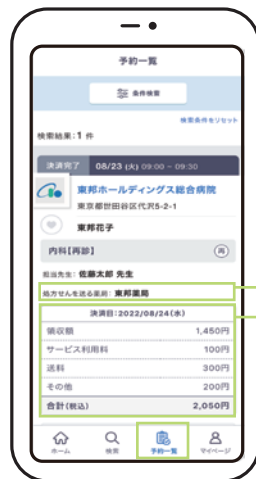 予約一覧
条件検索
検索条件をリセット
検索結果:1 件
決済完了 08/23 (火) 09:00 ~ 09:30
東邦ホールディングス総合病院
東京都世田谷区代沢5-2-1
東邦花子
内科【再診】 再
担当先生: 佐藤太郎 先生
処方せんを送る薬局: 東邦薬局
決済日:2022/08/24(水)
領収額 1,450円
サービス利用料 100円
送料 300円
その他 200円
合計(税込) 2,050円
ホーム 検索 予約一覧 マイページ